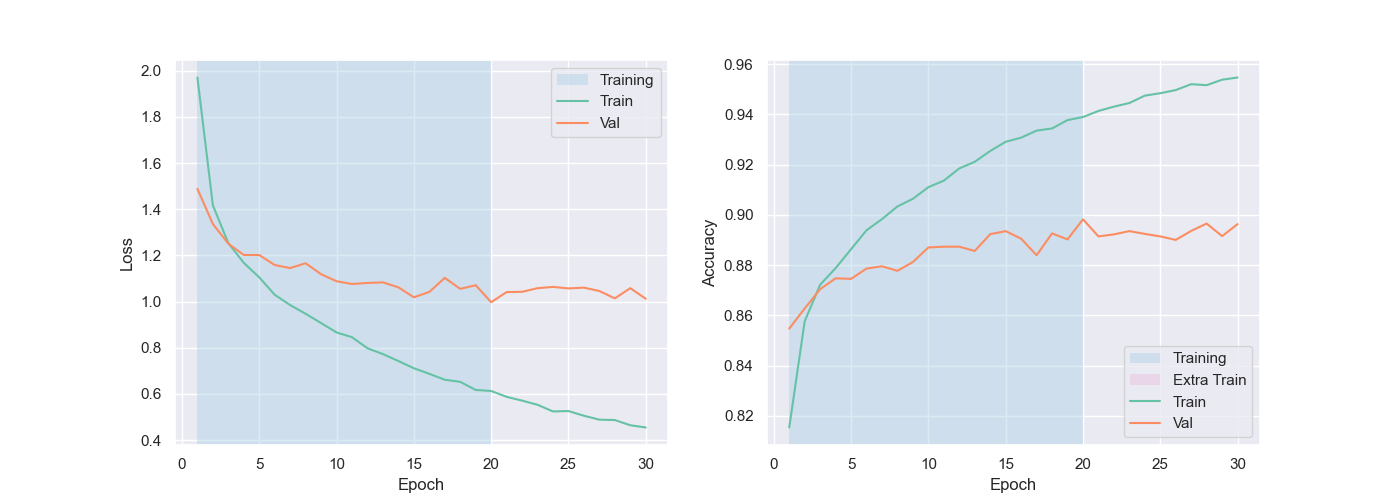 2.0
1.8
1.6
1.4
1.2
1.0
0.8
0.6
0.4
Loss
0
5
10
15
20
25
30
Epoch
Training
Train
Val
0.96
0.94
0.92
0.90
0.88
0.86
0.84
0.82
Accuracy
0
5
10
15
20
25
30
Epoch
Training
Extra Train
Train
Val